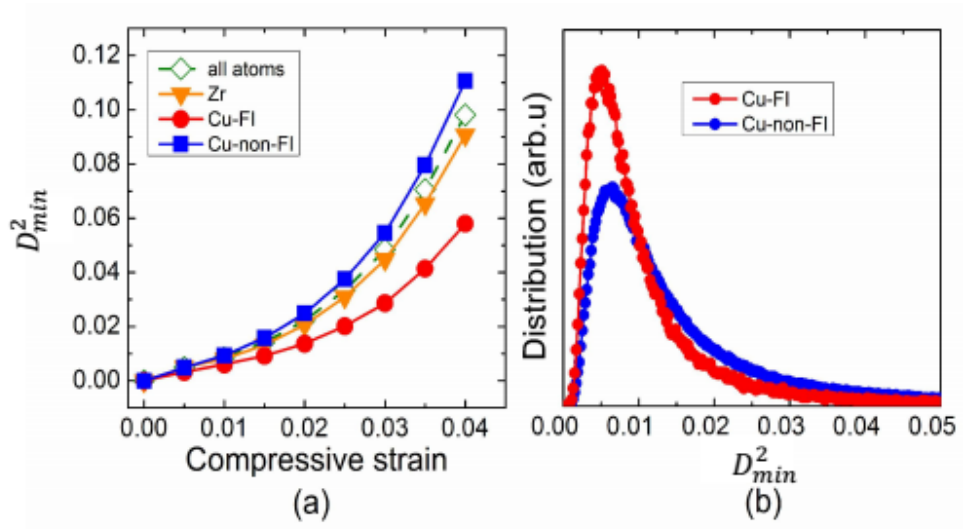 0.12
0.10
0.08
0.06
0.04
0.02
0.00
D²min
all atoms
Zr
Cu-FI
Cu-non-FI
0.00 0.01 0.02 0.03 0.04
Compressive strain
(a)
Distribution (arb.u)
Cu-FI
Cu-non-FI
0.00 0.01 0.02 0.03 0.04 0.05
D²min
(b)